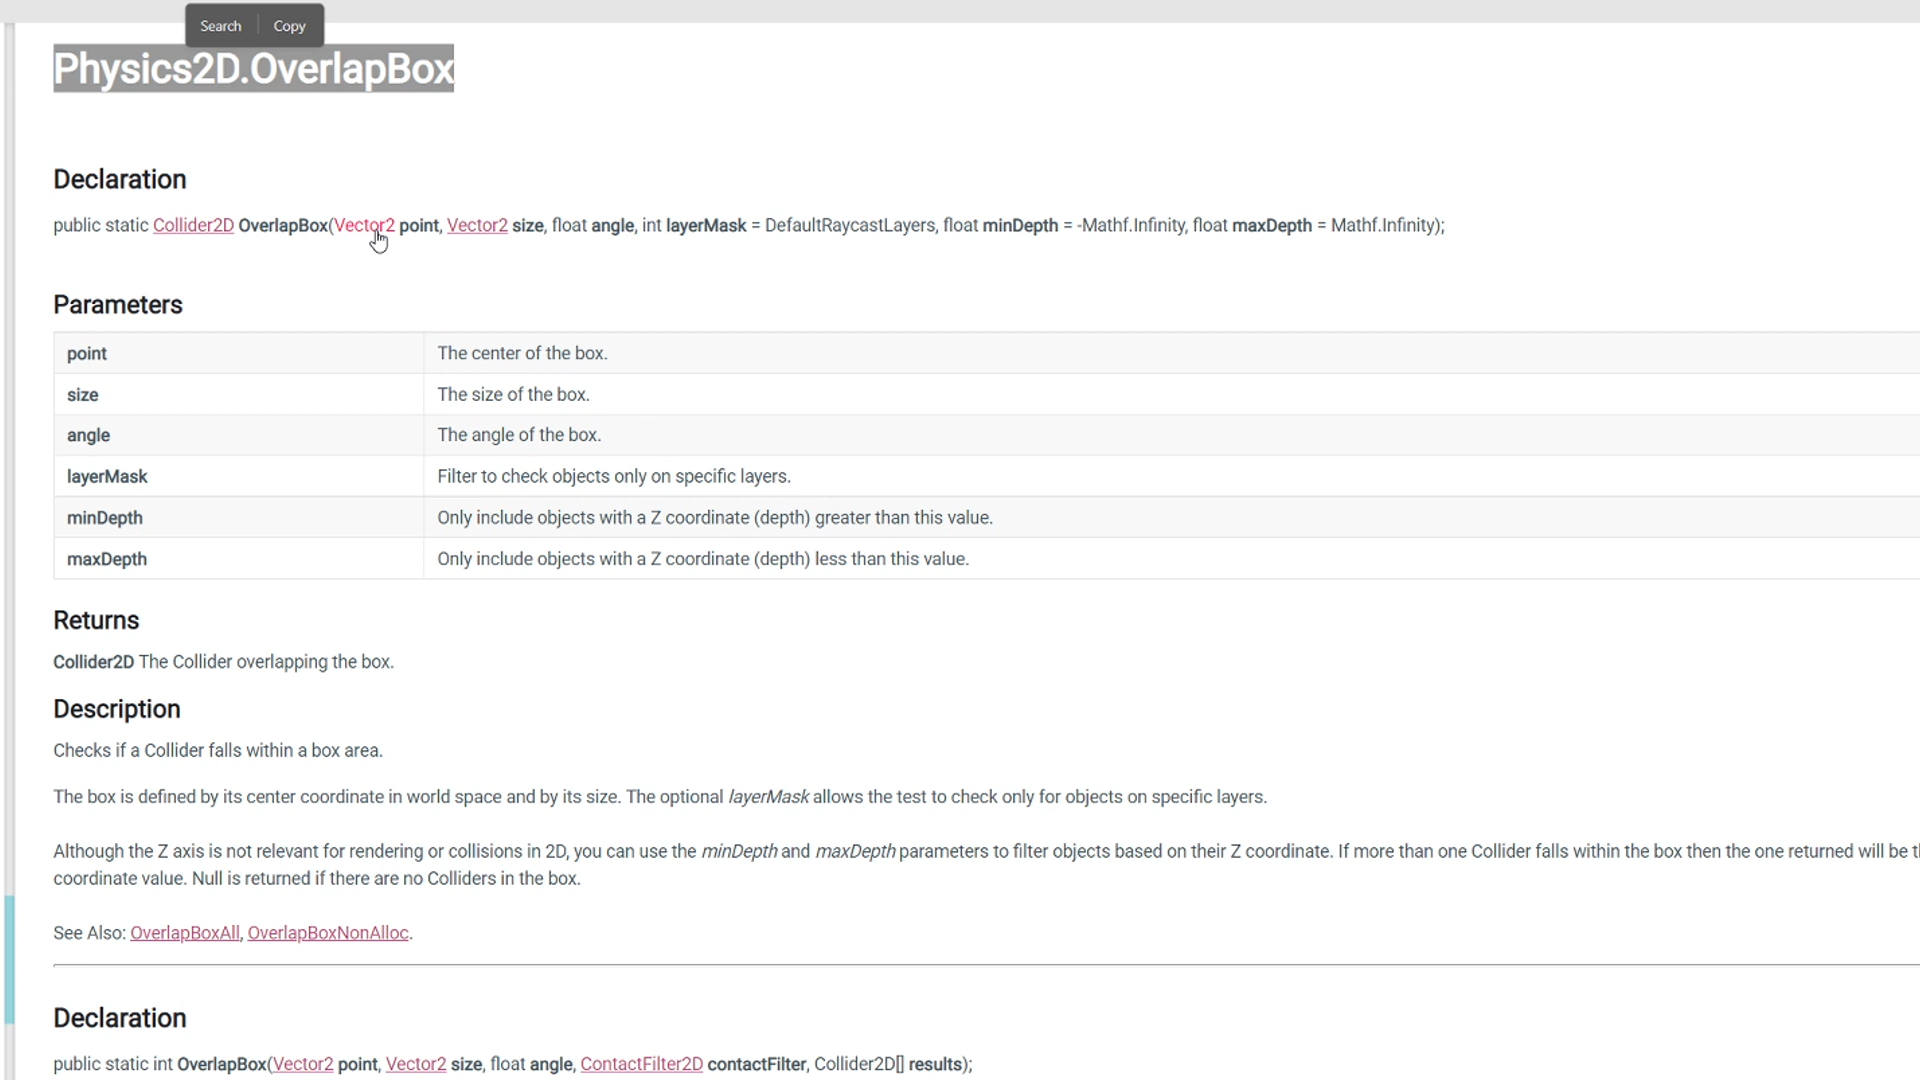 Search Copy
Physics2D.OverlapBox
Declaration
public static Collider2D OverlapBox(Vector2 point, Vector2 size, float angle, int layerMask = DefaultRaycastLayers, float minDepth = -Mathf.Infinity, float maxDepth = Mathf.Infinity);
Parameters
point The center of the box.
size The size of the box.
angle The angle of the box.
layerMask Filter to check objects only on specific layers.
minDepth Only include objects with a Z coordinate (depth) greater than this value.
maxDepth Only include objects with a Z coordinate (depth) less than this value.
Returns
Collider2D The Collider overlapping the box.
Description
Checks if a Collider falls within a box area.
The box is defined by its center coordinate in world space and by its size. The optional layerMask allows the test to check only for objects on specific layers.
Although the Z axis is not relevant for rendering or collisions in 2D, you can use the minDepth and maxDepth parameters to filter objects based on their Z coordinate. If more than one Collider falls within the box then the one returned will be
coordinate value. Null is returned if there are no Colliders in the box.
See Also: OverlapBoxAll, OverlapBoxNonAlloc.
Declaration
public static int OverlapBox(Vector2 point, Vector2 size, float angle, ContactFilter2D contactFilter, Collider2D[] results);